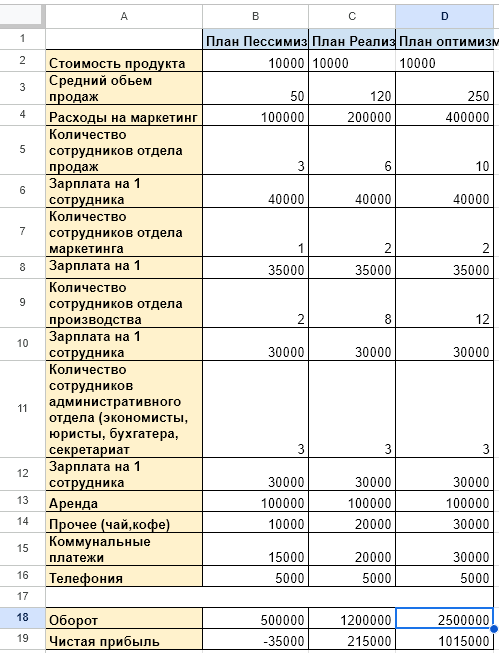 A B C D
1 План Пессимиз План Реализ План оптимизм
2 Стоимость продукта 10000 10000 10000
3 Средний обьем
продаж 50 120 250
4 Расходы на маркетинг 100000 200000 400000
5 Количество
сотрудников отдела
продаж 3 6 10
6 Зарплата на 1
сотрудника 40000 40000 40000
7 Количество
сотрудников отдела
маркетинга 1 2 2
8 Зарплата на 1 35000 35000 35000
9 Количество
сотрудников отдела
производства 2 8 12
10 Зарплата на 1
сотрудника 30000 30000 30000
11 Количество
сотрудников
административного
отдела (экономисты,
юристы, бухгатера,
секретариат 3 3 3
12 Зарплата на 1
сотрудника 30000 30000 30000
13 Аренда 100000 100000 100000
14 Прочее (чай,кофе) 10000 20000 30000
15 Коммунальные
платежи 15000 20000 30000
16 Телефония 5000 5000 5000
17
18 Оборот 500000 1200000 2500000
19 Чистая прибыль -35000 215000 1015000